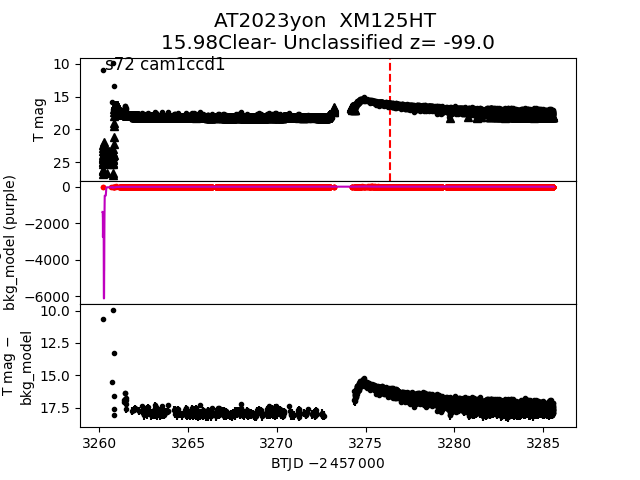 AT2023yon  XM125HT
15.98Clear- Unclassified z= -99.0
s72 cam1ccd1
10
15
20
25
T mag
0
−2000
−4000
−6000
bkg_model (purple)
10.0
12.5
15.0
17.5
T mag −
bkg_model
3260
3265
3270
3275
3280
3285
BTJD −2 457 000